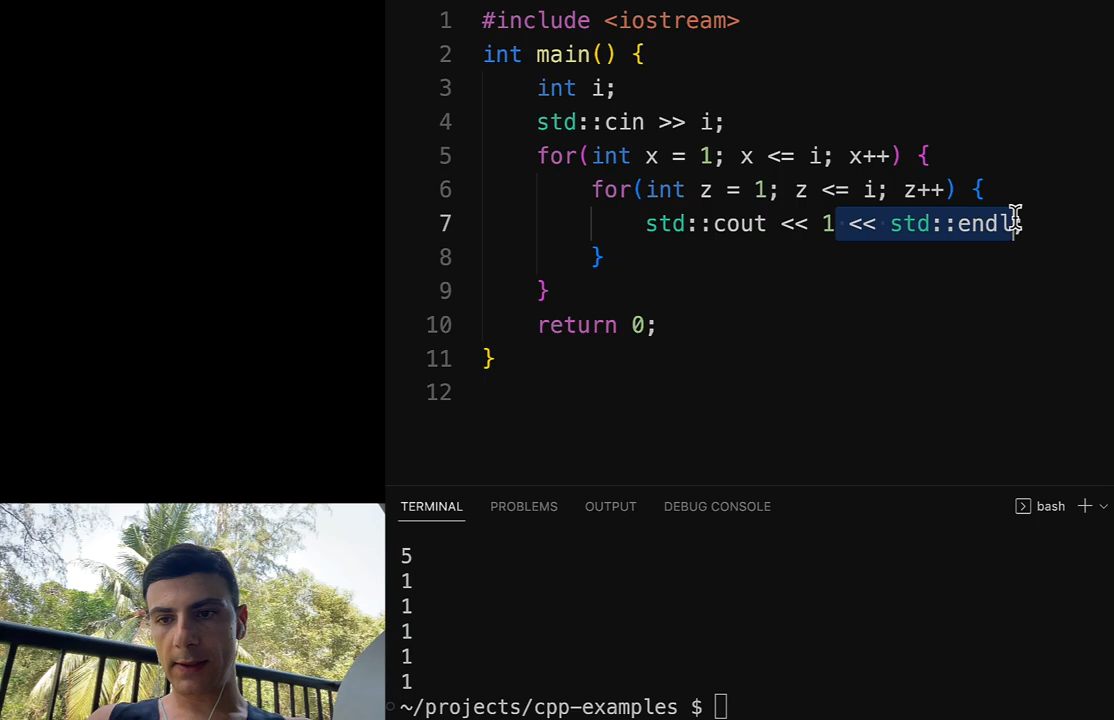 1 #include <iostream>
2 int main() {
3 int i;
4 std::cin >> i;
5 for(int x = 1; x <= i; x++) {
6 for(int z = 1; z <= i; z++) {
7 std::cout << 1 << std::endl;
8 }
9 }
10 return 0;
11 }
12
TERMINAL PROBLEMS OUTPUT DEBUG CONSOLE bash
5
1
1
1
1
1
~/projects/cpp-examples $